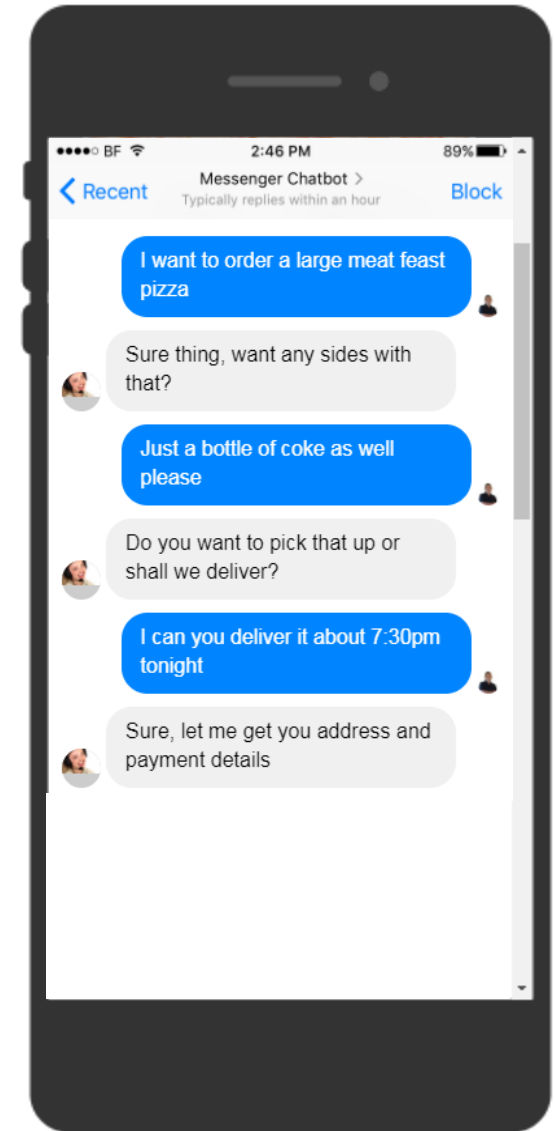 BF 2:46 PM 89%
Messenger Chatbot >
Recent Block
Typically replies within an hour
I want to order a large meat feast
pizza
Sure thing, want any sides with
that?
Just a bottle of coke as well
please
Do you want to pick that up or
shall we deliver?
I can you deliver it about 7:30pm
tonight
Sure, let me get you address and
payment details